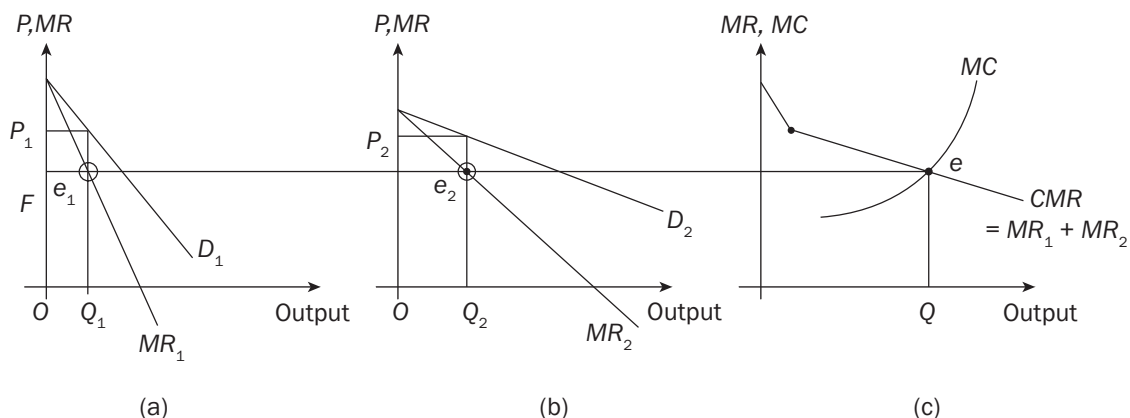 P,MR
P₁
F
e₁
D₁
O
Q₁
Output
MR₁
(a)
P,MR
P₂
e₂
D₂
O
Q₂
Output
MR₂
(b)
MR, MC
MC
e
CMR
= MR₁ + MR₂
O
Q
Output
(c)